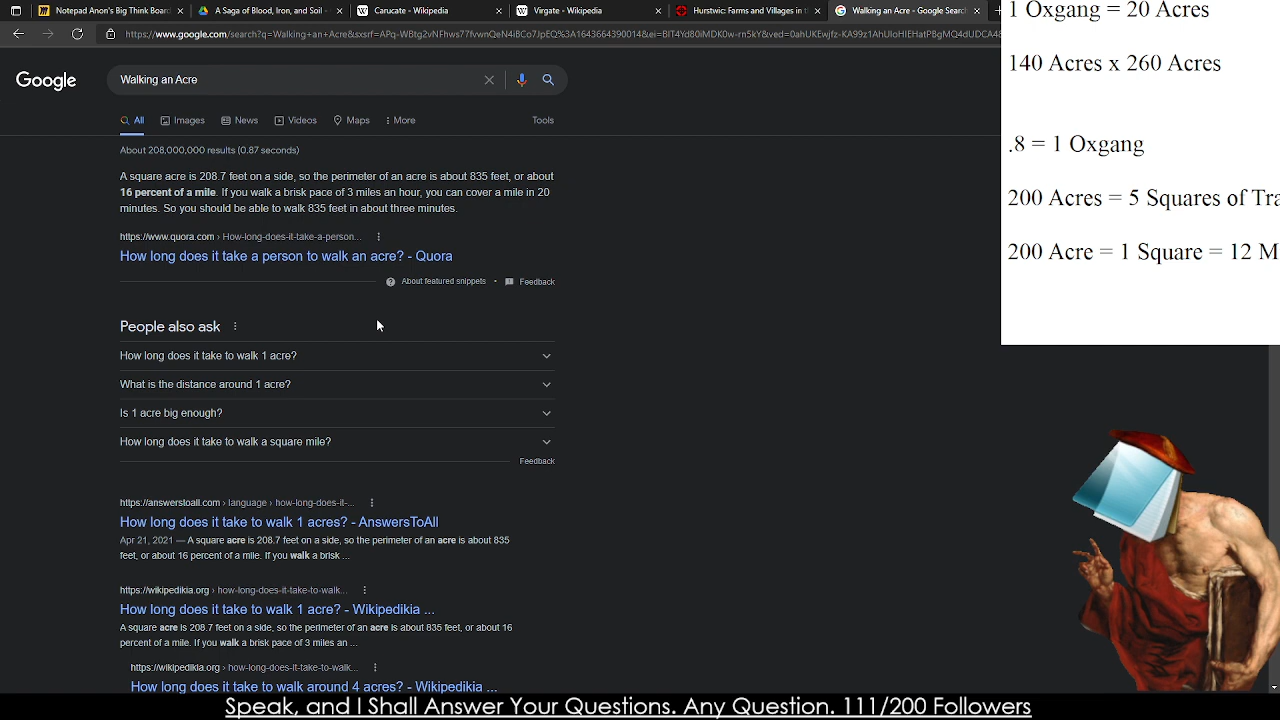 Notepad Anon's Big Think Board
A Sage of Blood, Iron, and Soil -
Carucate - Wikipedia
Virgate - Wikipedia
Hurstwic: Farms and Villages in t
Walking an Acre - Google Search
https://www.google.com/search?q=Walking+an+Acre&sxsrf=
Google
Walking an Acre
All
Images
News
Videos
Maps
More
Tools
About 208,000,000 results (0.87 seconds)
A square acre is 208.7 feet on a side, so the perimeter of an acre is about 835 feet, or about
16 percent of a mile. If you walk a brisk pace of 3 miles an hour, you can cover a mile in 20
minutes. So you should be able to walk 835 feet in about three minutes.
https://www.quora.com › How-long-does-it-take-a-person...
How long does it take a person to walk an acre? - Quora
About featured snippets
Feedback
People also ask
How long does it take to walk 1 acre?
What is the distance around 1 acre?
Is 1 acre big enough?
How long does it take to walk a square mile?
Feedback
https://answerstoall.com › language › how-long-does-it-...
How long does it take to walk 1 acres? - AnswersToAll
Apr 21, 2021 — A square acre is 208.7 feet on a side, so the perimeter of an acre is about 835
feet, or about 16 percent of a mile. If you walk a brisk ...
https://wikipedikia.org › how-long-does-it-take-to-walk...
How long does it take to walk 1 acre? - Wikipedikia ...
A square acre is 208.7 feet on a side, so the perimeter of an acre is about 835 feet, or about 16
percent of a mile. If you walk a brisk pace of 3 miles an ...
https://wikipedikia.org › how-long-does-it-take-to-walk...
How long does it take to walk around 4 acres? - Wikipedikia ...
1 Oxgang = 20 Acres
140 Acres x 260 Acres
.8 = 1 Oxgang
200 Acres = 5 Squares of Tra
200 Acre = 1 Square = 12 M
Speak, and I Shall Answer Your Questions. Any Question. 111/200 Followers